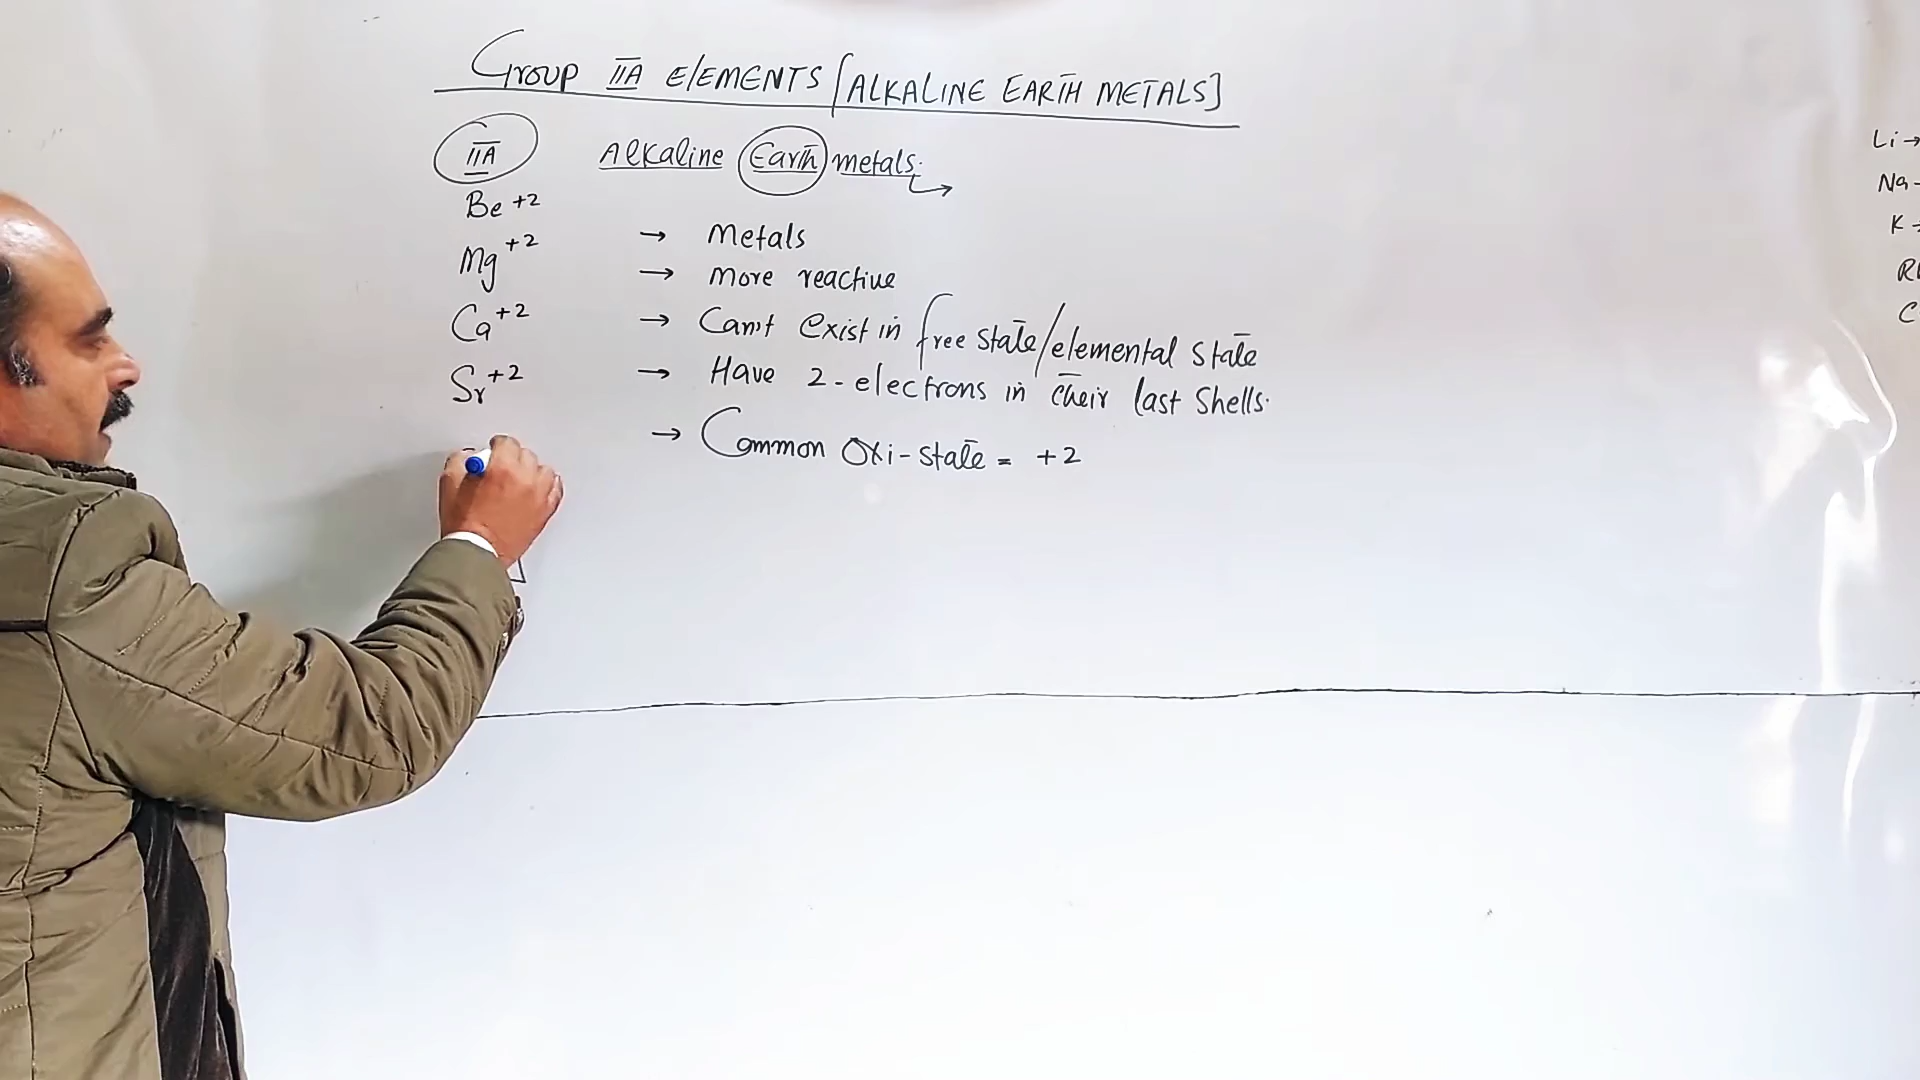 Group IIA Elements [ALKALINE EARTH METALS]
IIA Alkaline Earth metals.
Be +2
Mg +2
Ca +2
Sr +2
→ Metals
→ More reactive
→ Can't exist in free state/elemental state
→ Have 2-electrons in their last shells.
→ Common Oxi-state = +2
Li →
Na -
K -